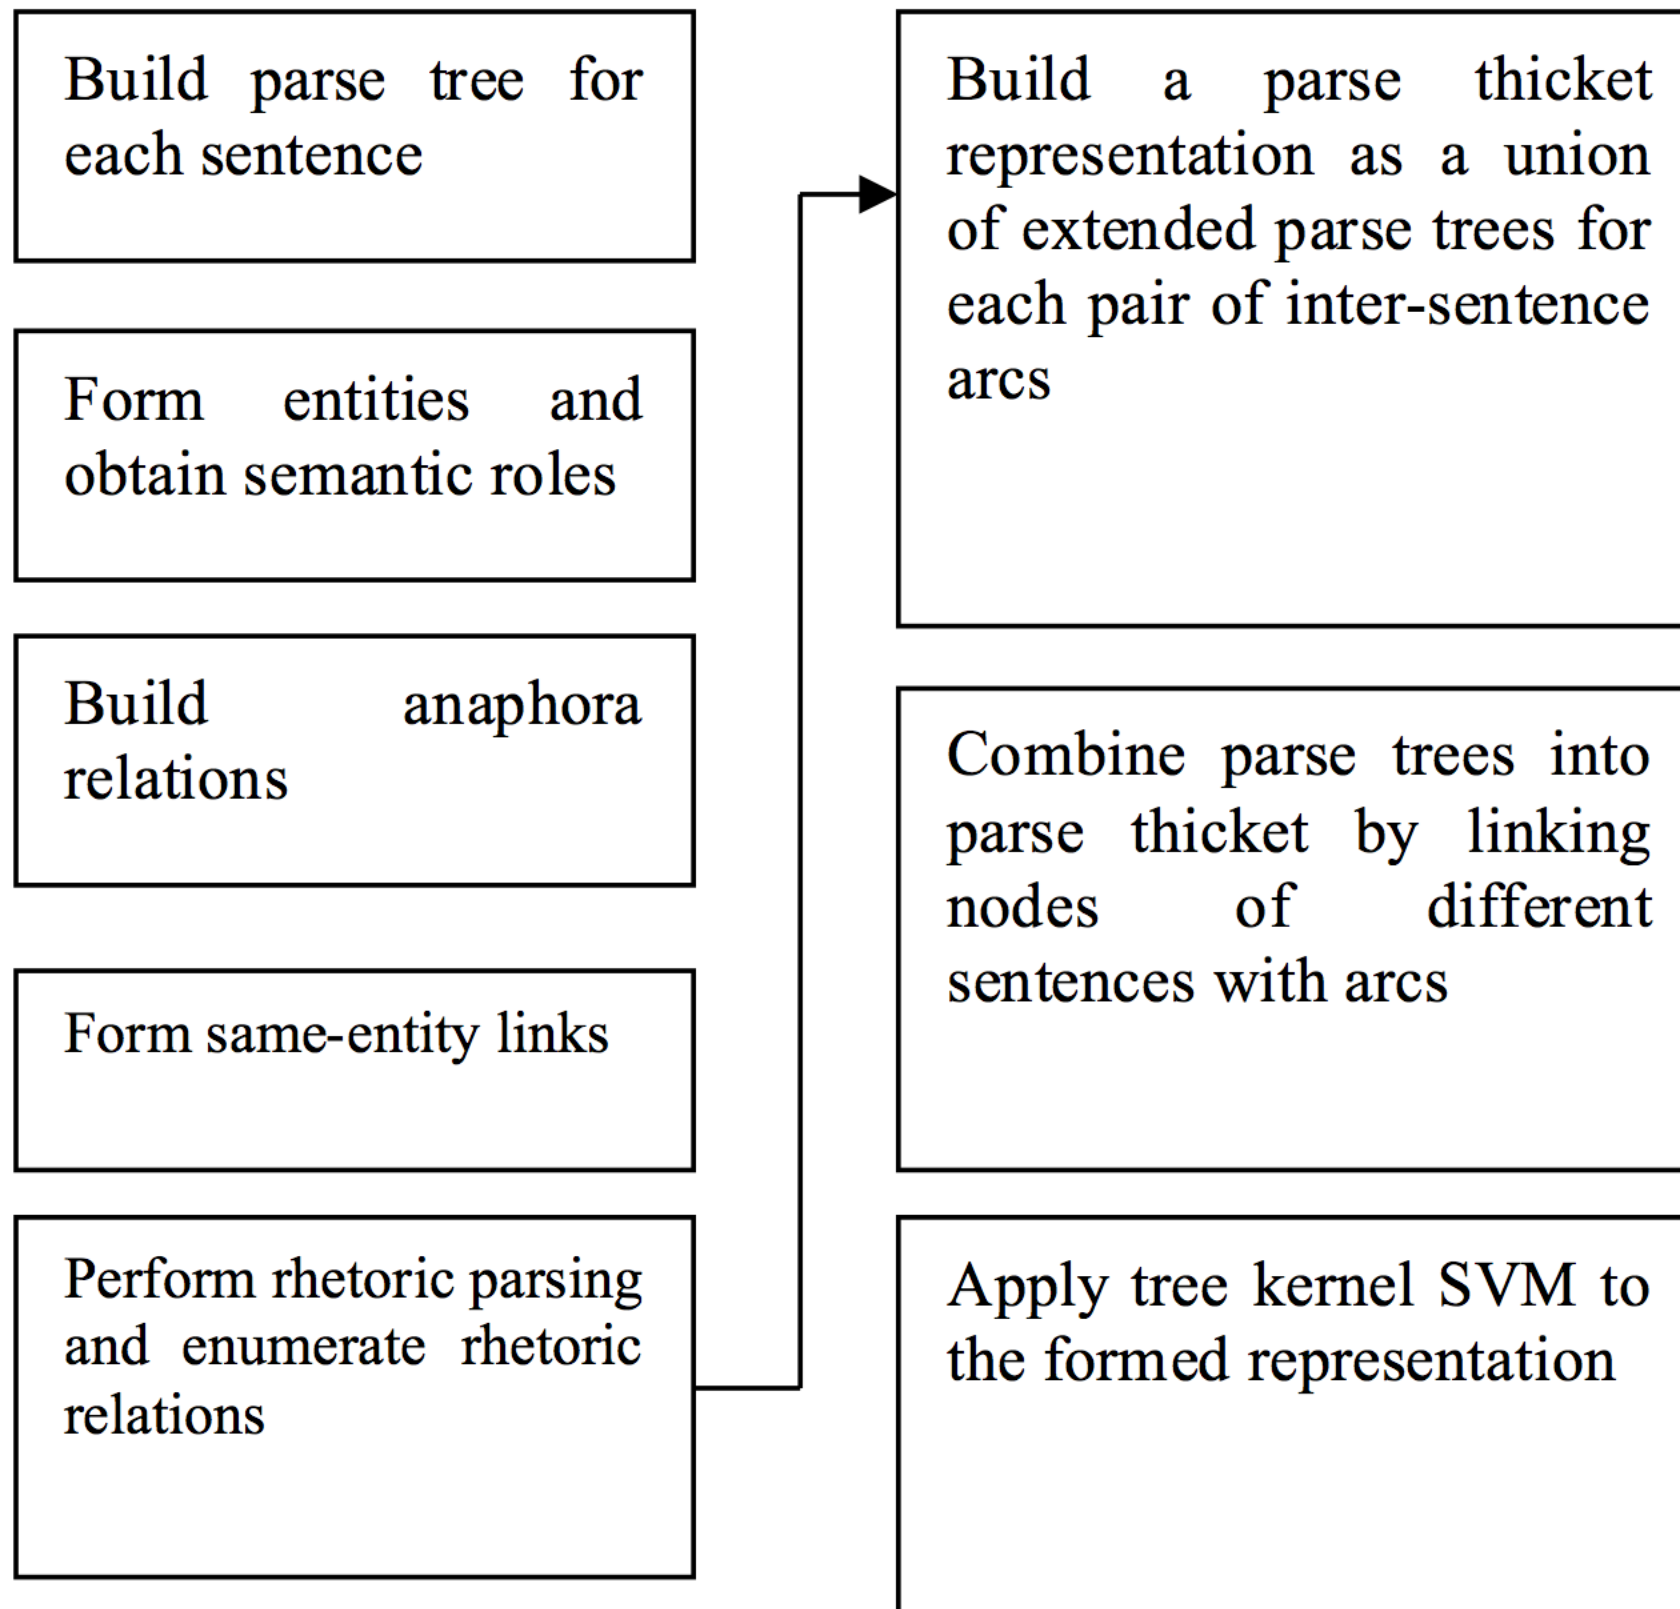 Build parse tree for
each sentence
Form entities and
obtain semantic roles
Build anaphora
relations
Form same-entity links
Perform rhetoric parsing
and enumerate rhetoric
relations
Build a parse thicket
representation as a union
of extended parse trees for
each pair of inter-sentence
arcs
Combine parse trees into
parse thicket by linking
nodes of different
sentences with arcs
Apply tree kernel SVM to
the formed representation